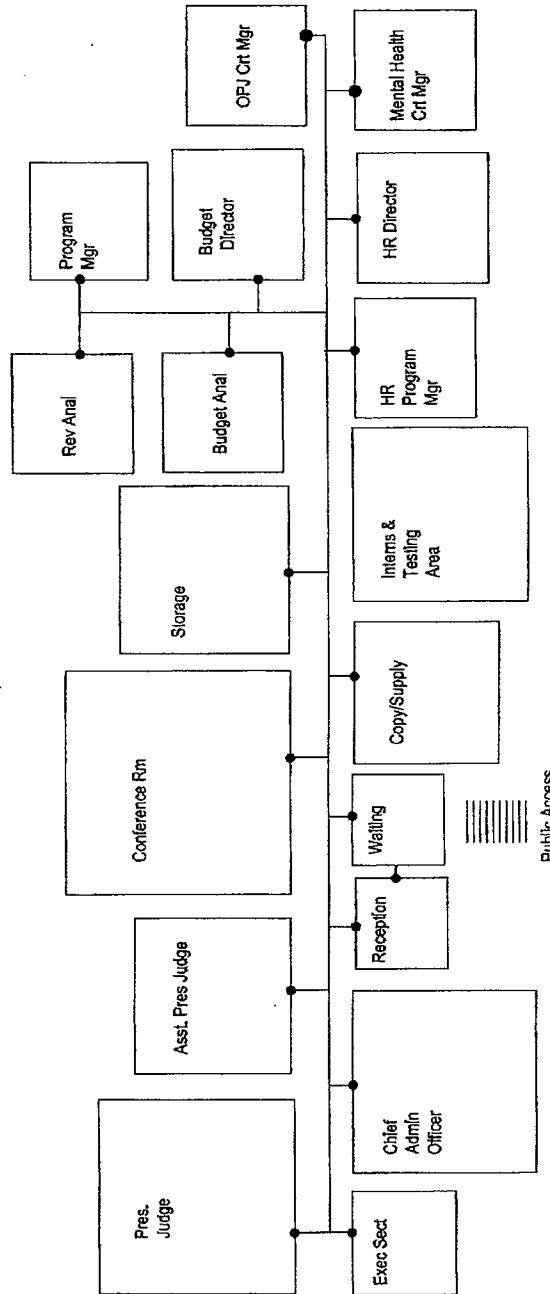 Pres.
Judge
Asst. Pres Judge
Conference Rm
Storage
Rev Anal
Program
Mgr
Budget Anal
Budget
Director
OPJ Crt Mgr
Exec Sect
Chief
Admin
Officer
Reception
Waiting
Public Access
Copy/Supply
Interns &
Testing
Area
HR
Program
Mgr
HR Director
Mental Health
Crt Mgr